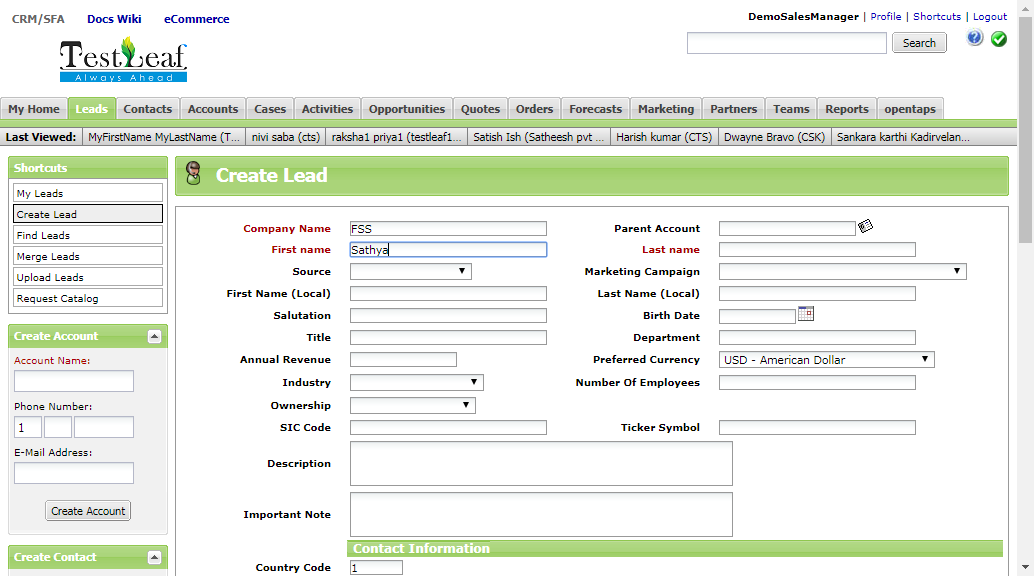 CRM/SFA Docs Wiki eCommerce
DemoSalesManager | Profile | Shortcuts | Logout
TestLeaf
Always Ahead
Search
My Home Leads Contacts Accounts Cases Activities Opportunities Quotes Orders Forecasts Marketing Partners Teams Reports opentaps
Last Viewed: MyFirstName MyLastName (T... nivi saba (cts) raksha1 priya1 (testleaf1... Satish Ish (Satheesh pvt ... Harish kumar (CTS) Dwayne Bravo (CSK) Sankara karthi Kadirvelan...
Shortcuts
My Leads
Create Lead
Find Leads
Merge Leads
Upload Leads
Request Catalog
Create Account
Account Name:
Phone Number:
1
E-Mail Address:
Create Account
Create Contact
Create Lead
Company Name FSS Parent Account
First name Sathya Last name
Source Marketing Campaign
First Name (Local) Last Name (Local)
Salutation Birth Date
Title Department
Annual Revenue Preferred Currency USD - American Dollar
Industry Number Of Employees
Ownership
SIC Code Ticker Symbol
Description
Important Note
Contact Information
Country Code 1